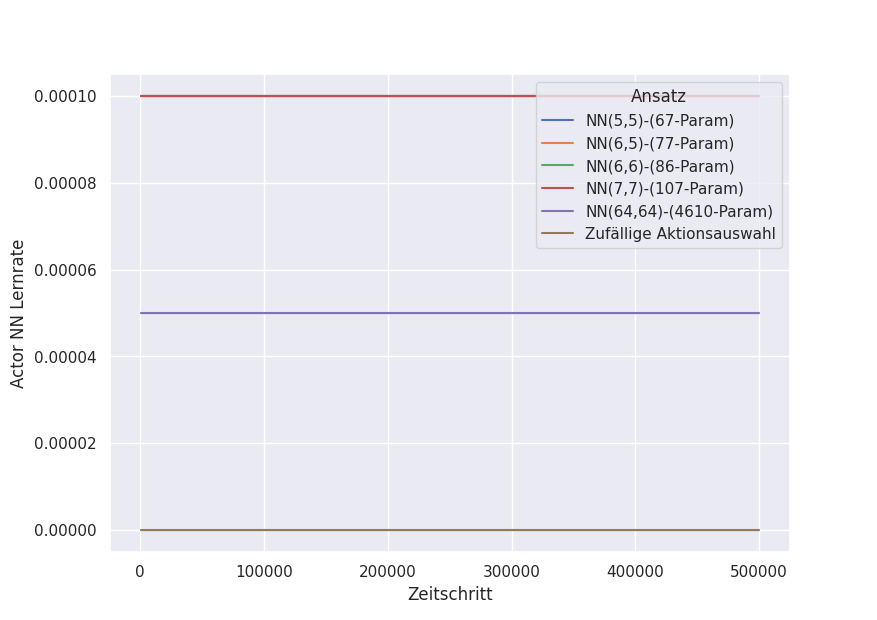 Ansatz
NN(5,5)-(67-Param)
NN(6,5)-(77-Param)
NN(6,6)-(86-Param)
NN(7,7)-(107-Param)
NN(64,64)-(4610-Param)
Zufällige Aktionsauswahl
Actor NN Lernrate
0.00010
0.00008
0.00006
0.00004
0.00002
0.00000
0 100000 200000 300000 400000 500000
Zeitschritt